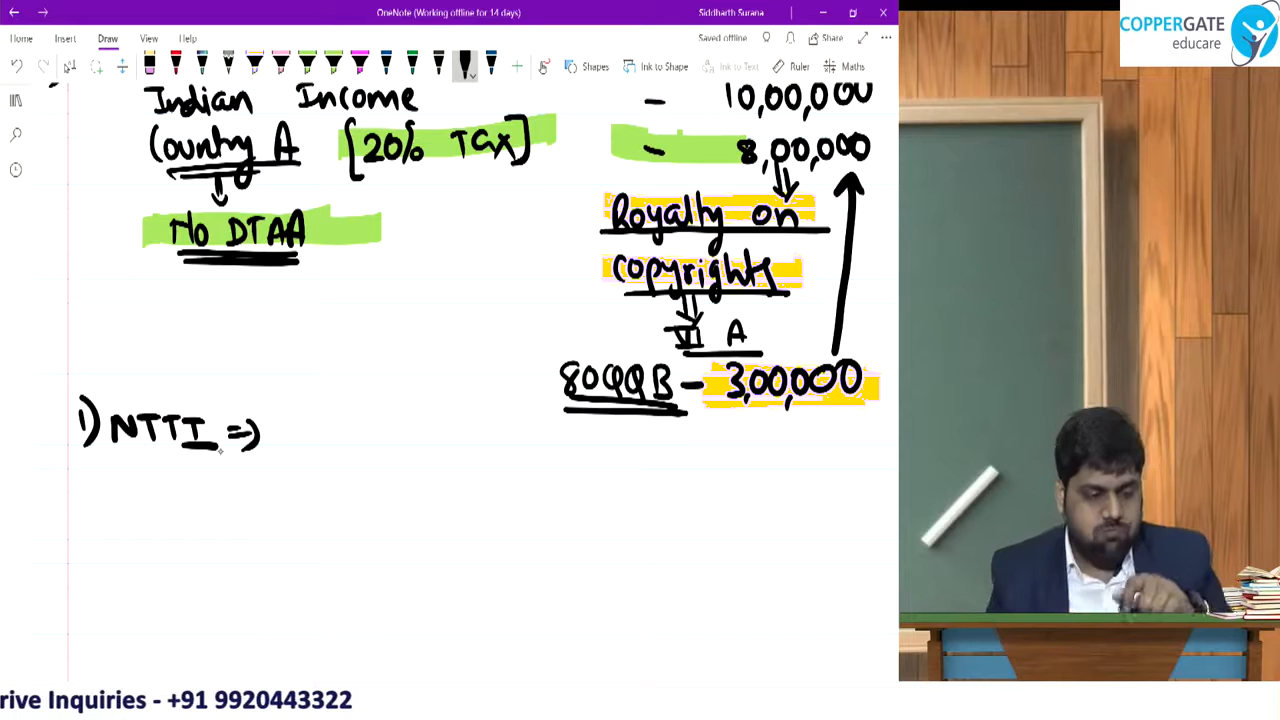 OneNote (Working offline for 14 days)
Siddharth Surana
COPPERGATE
educare
Home Insert Draw View Help
Saved offline
Share
Shapes
Ink to Shape
Ink to Text
Ruler
Maths
Indian Income - 10,00,000
Country A [20% Tax] - 8,00,000
No DTAA
Royalty on
copyrights
VI A
80QQB - 3,00,000
1) NTTI ⇒
rive Inquiries - +91 9920443322